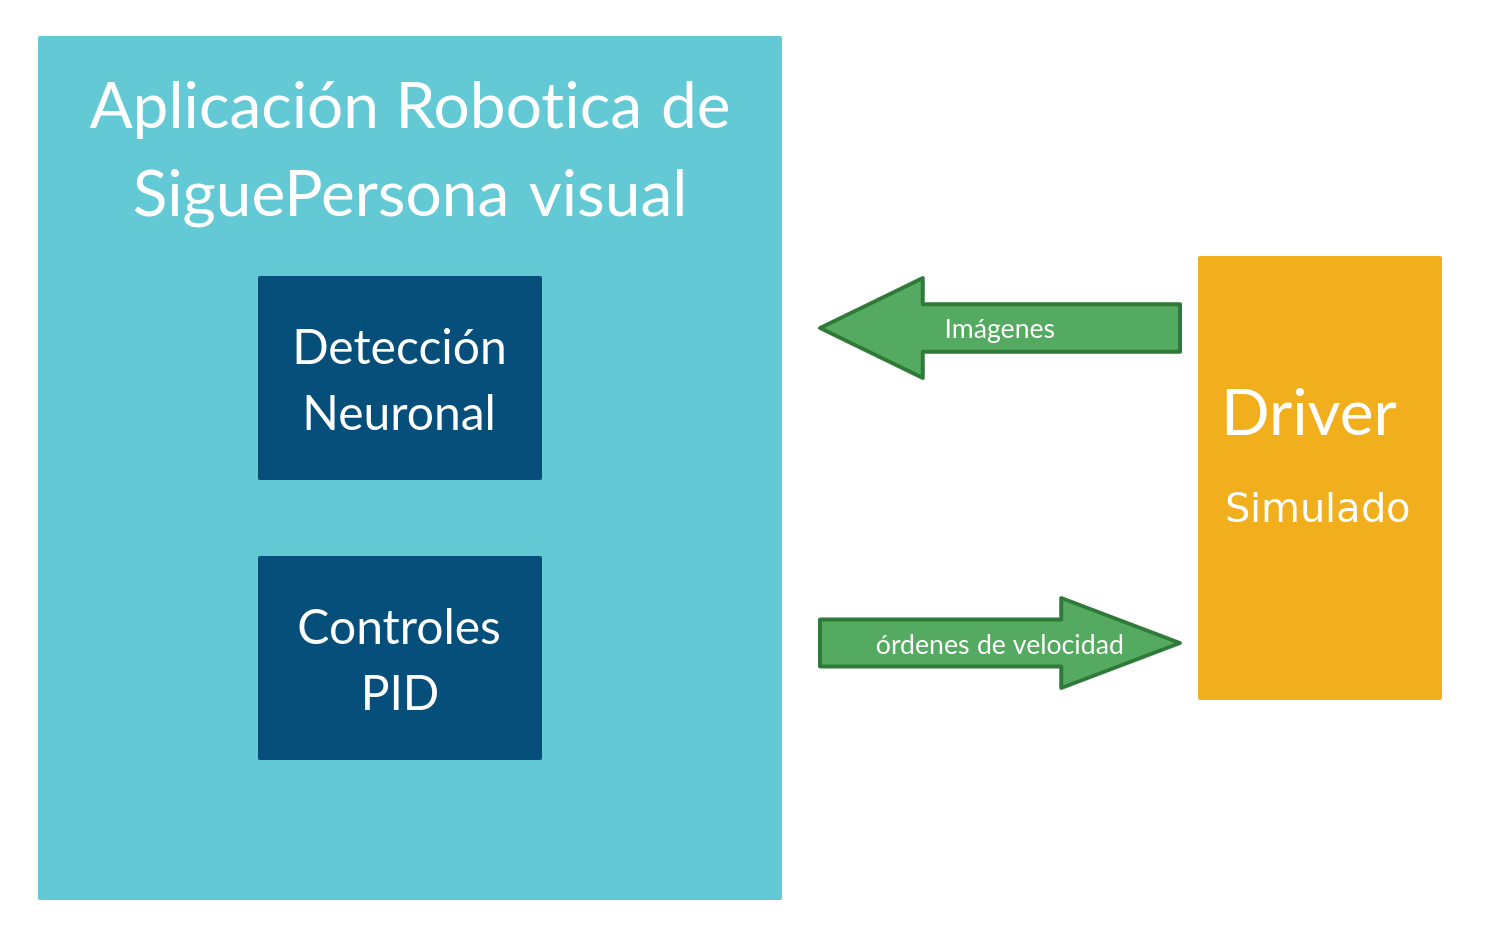 Aplicación Robotica de
SiguePersona visual
Detección
Neuronal
Controles
PID
Imágenes
órdenes de velocidad
Driver
Simulado